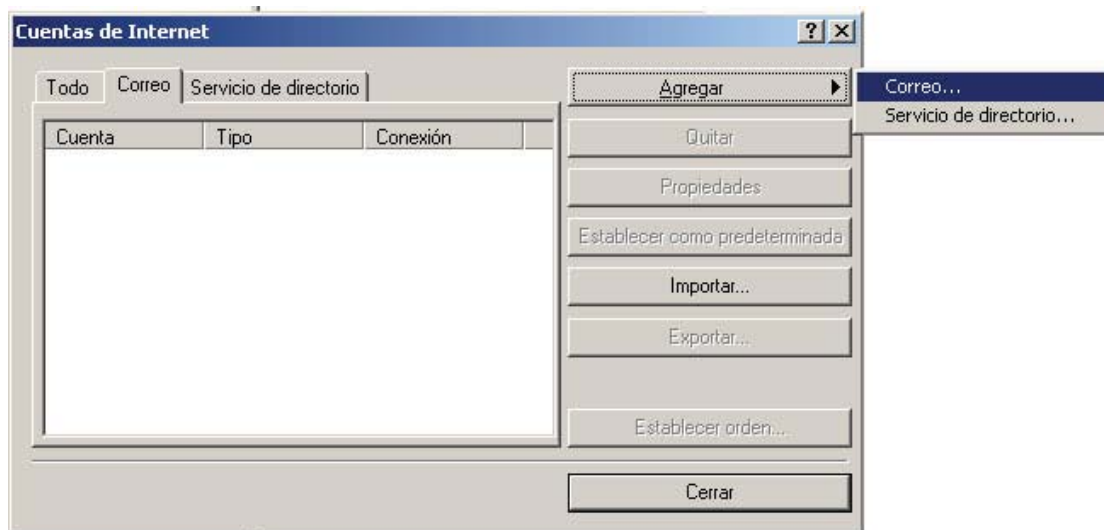 Cuentas de Internet
Todo
Correo
Servicio de directorio
Cuenta
Tipo
Conexión
Agregar
Correo...
Servicio de directorio...
Quitar
Propiedades
Establecer como predeterminada
Importar...
Exportar...
Establecer orden...
Cerrar